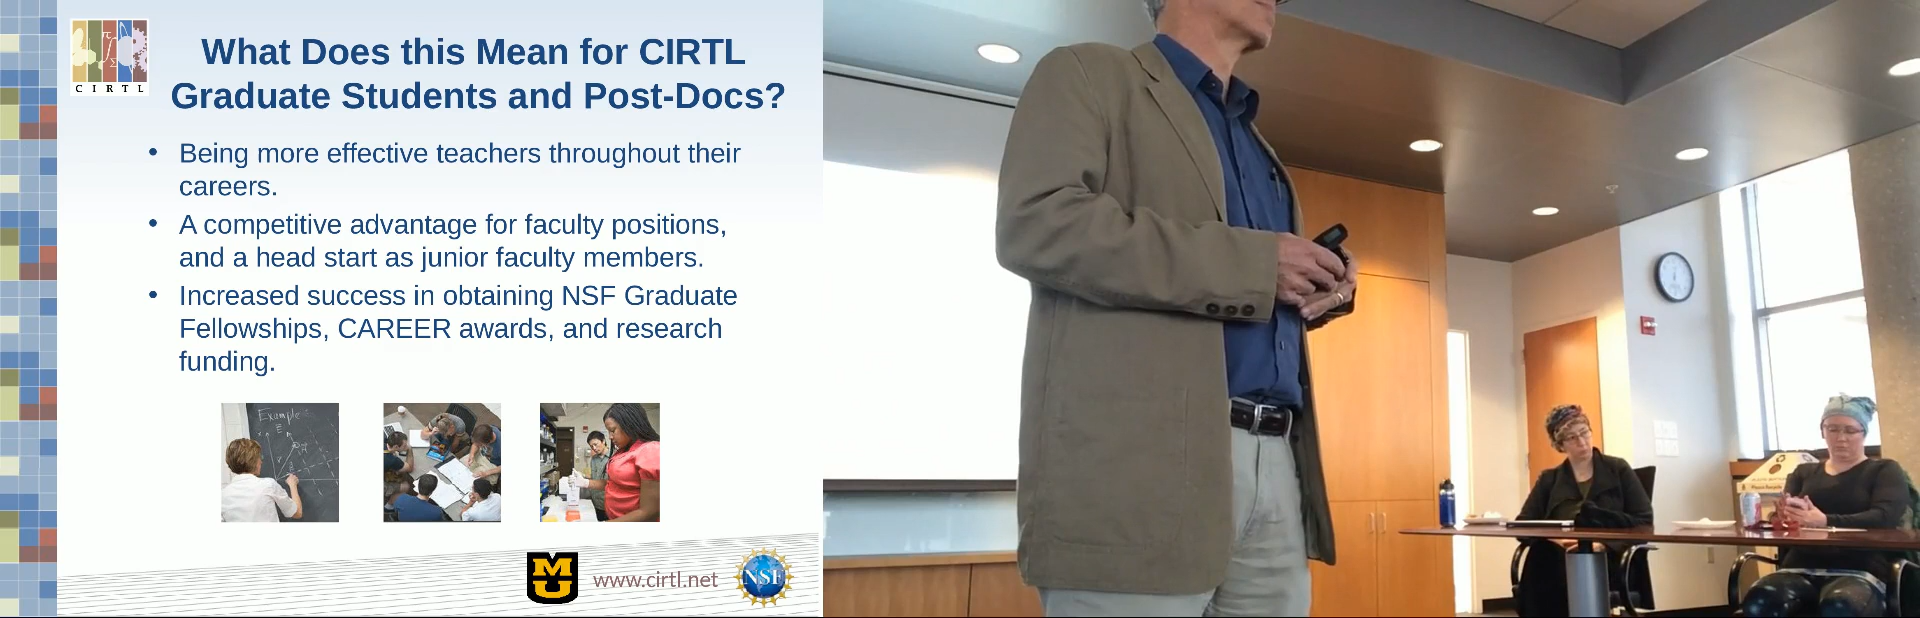 CIRTL
What Does this Mean for CIRTL
Graduate Students and Post-Docs?
• Being more effective teachers throughout their
careers.
• A competitive advantage for faculty positions,
and a head start as junior faculty members.
• Increased success in obtaining NSF Graduate
Fellowships, CAREER awards, and research
funding.
Example
MU
www.cirtl.net
NSF